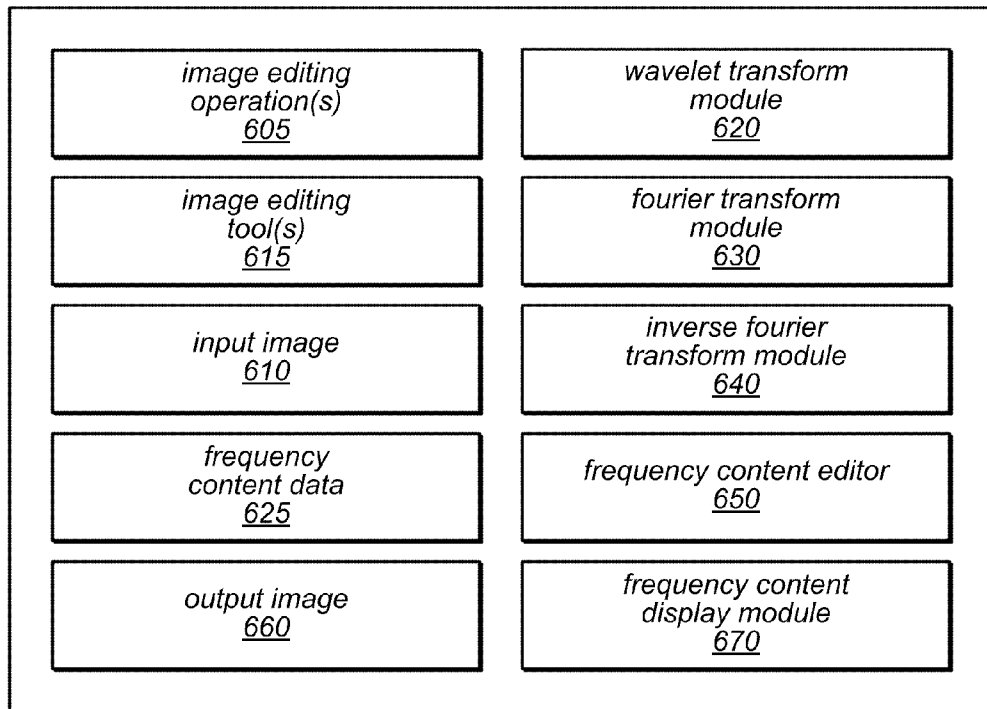 image editing
operation(s)
605
image editing
tool(s)
615
input image
610
frequency
content data
625
output image
660
wavelet transform
module
620
fourier transform
module
630
inverse fourier
transform module
640
frequency content editor
650
frequency content
display module
670